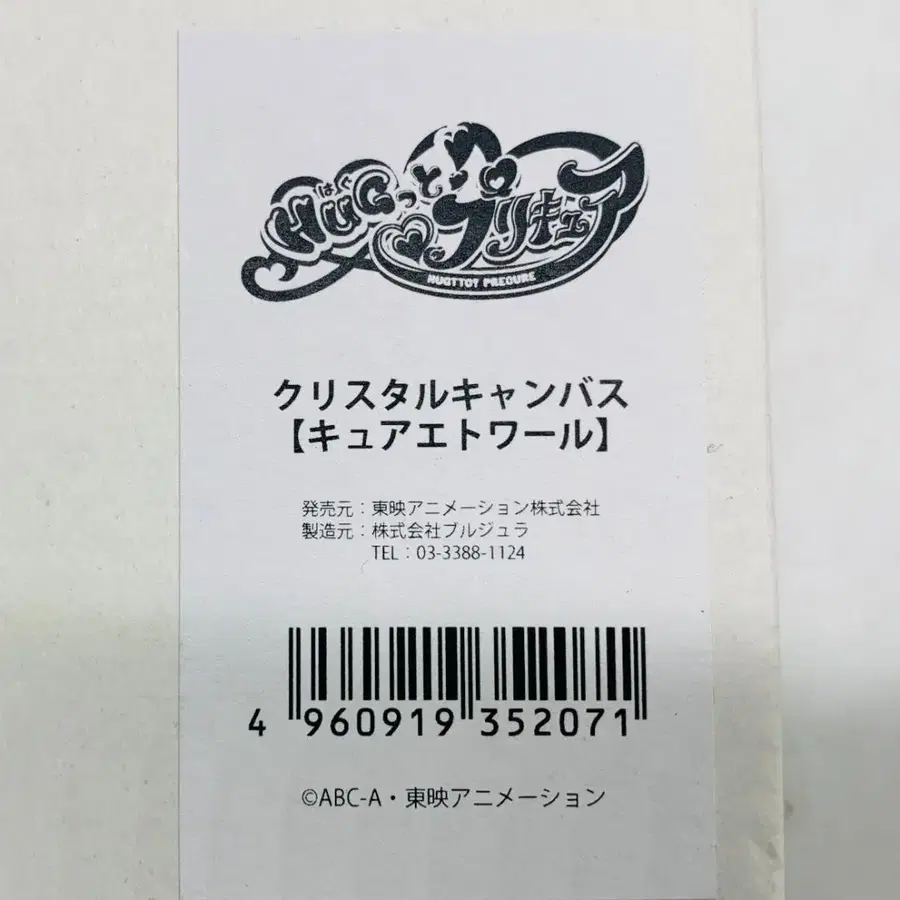 はぐ
HUGっと!
プリキュア
HUGTTO! PRECURE
クリスタルキャンバス
【キュアエトワール】
発売元：東映アニメーション株式会社
製造元：株式会社ブルジュラ
TEL：03-3388-1124
4 960919 352071
©ABC-A・東映アニメーション